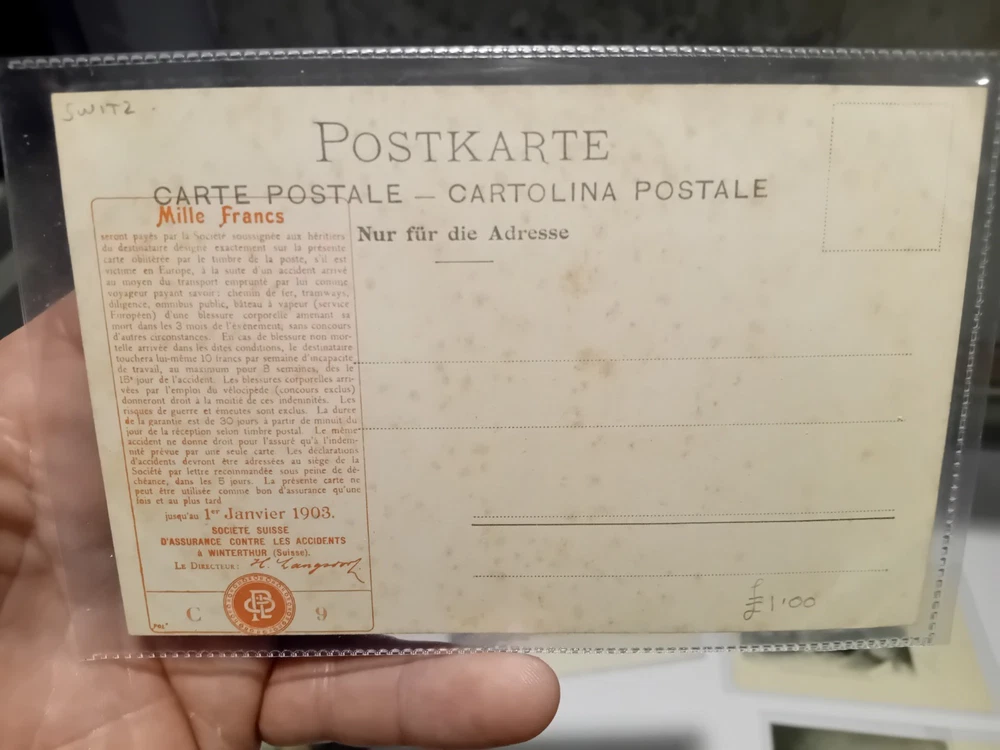 SWITZ.
POSTKARTE
CARTE POSTALE — CARTOLINA POSTALE
Mille Francs
Nur für die Adresse
seront payés par la Société soussignée aux héritiers
du destinataire désigné exactement sur la présente
carte oblitérée par le timbre de la poste, s'il est
victime en Europe, à la suite d'un accident arrivé
au moyen du transport emprunté par lui comme
voyageur payant savoir: chemin de fer, tramways,
diligence, omnibus public, bâteau à vapeur (service
Européen) d'une blessure corporelle amenant sa
mort dans les 3 mois de l'événement, sans concours
d'autres circonstances. En cas de blessure non mor-
telle arrivée dans les dites conditions, le destinataire
touchera lui-même 10 francs par semaine d'incapacité
de travail, au maximum pour 8 semaines, dès le
15e jour de l'accident. Les blessures corporelles arri-
vées par l'emploi du vélocipède (concours exclus)
donneront droit à la moitié de ces indemnités. Les
risques de guerre et émeutes sont exclus. La durée
de la garantie est de 30 jours à partir de minuit du
jour de la réception selon timbre postal. Le même
accident ne donne droit pour l'assuré qu'à l'indem-
nité prévue par une seule carte. Les déclarations
d'accidents devront être adressées au siège de la
Société par lettre recommandée sous peine de dé-
chéance, dans les 5 jours. La présente carte ne
peut être utilisée comme bon d'assurance qu'une
fois et au plus tard
jusqu'au 1er Janvier 1903.
SOCIÉTÉ SUISSE
D'ASSURANCE CONTRE LES ACCIDENTS
à WINTERTHUR (Suisse).
LE DIRECTEUR: H. Langsdorf
C 9
£1.00